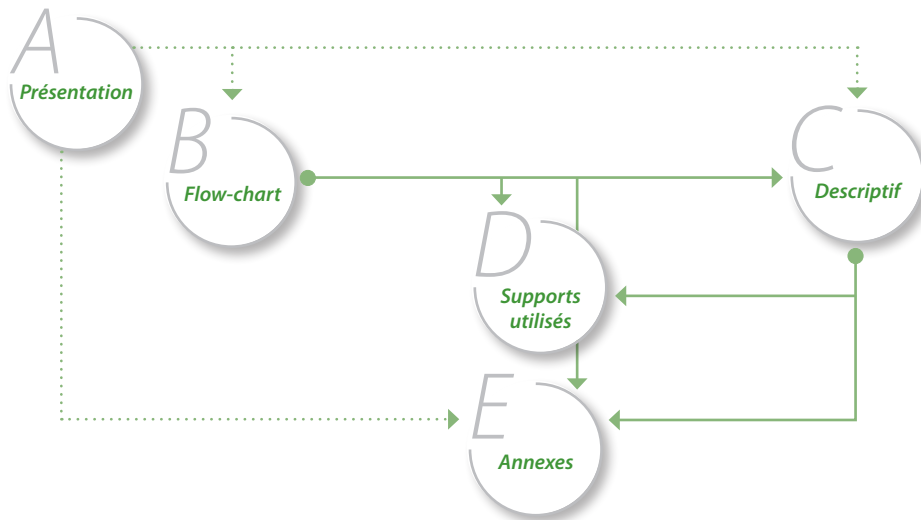 A
Présentation
B
Flow-chart
C
Descriptif
D
Supports
utilisés
E
Annexes